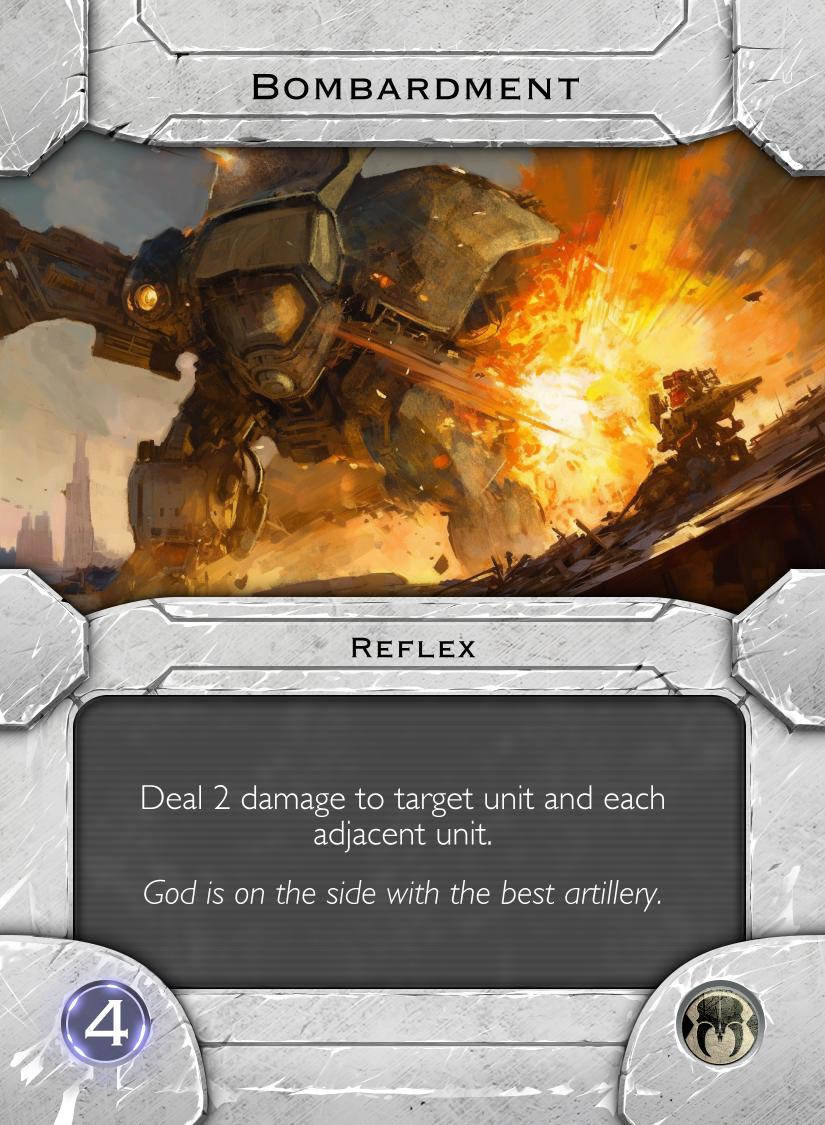 Bombardment
Reflex
Deal 2 damage to target unit and each
adjacent unit.
God is on the side with the best artillery.
4